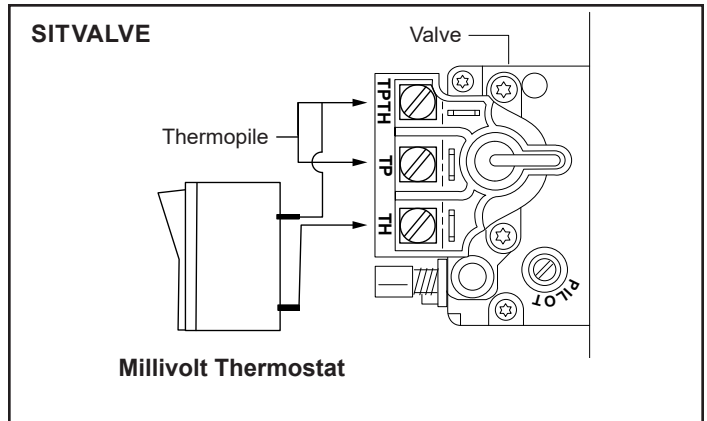 SITVALVE
Valve
TPTH
Thermopile
TP
TH
PILOT
Millivolt Thermostat